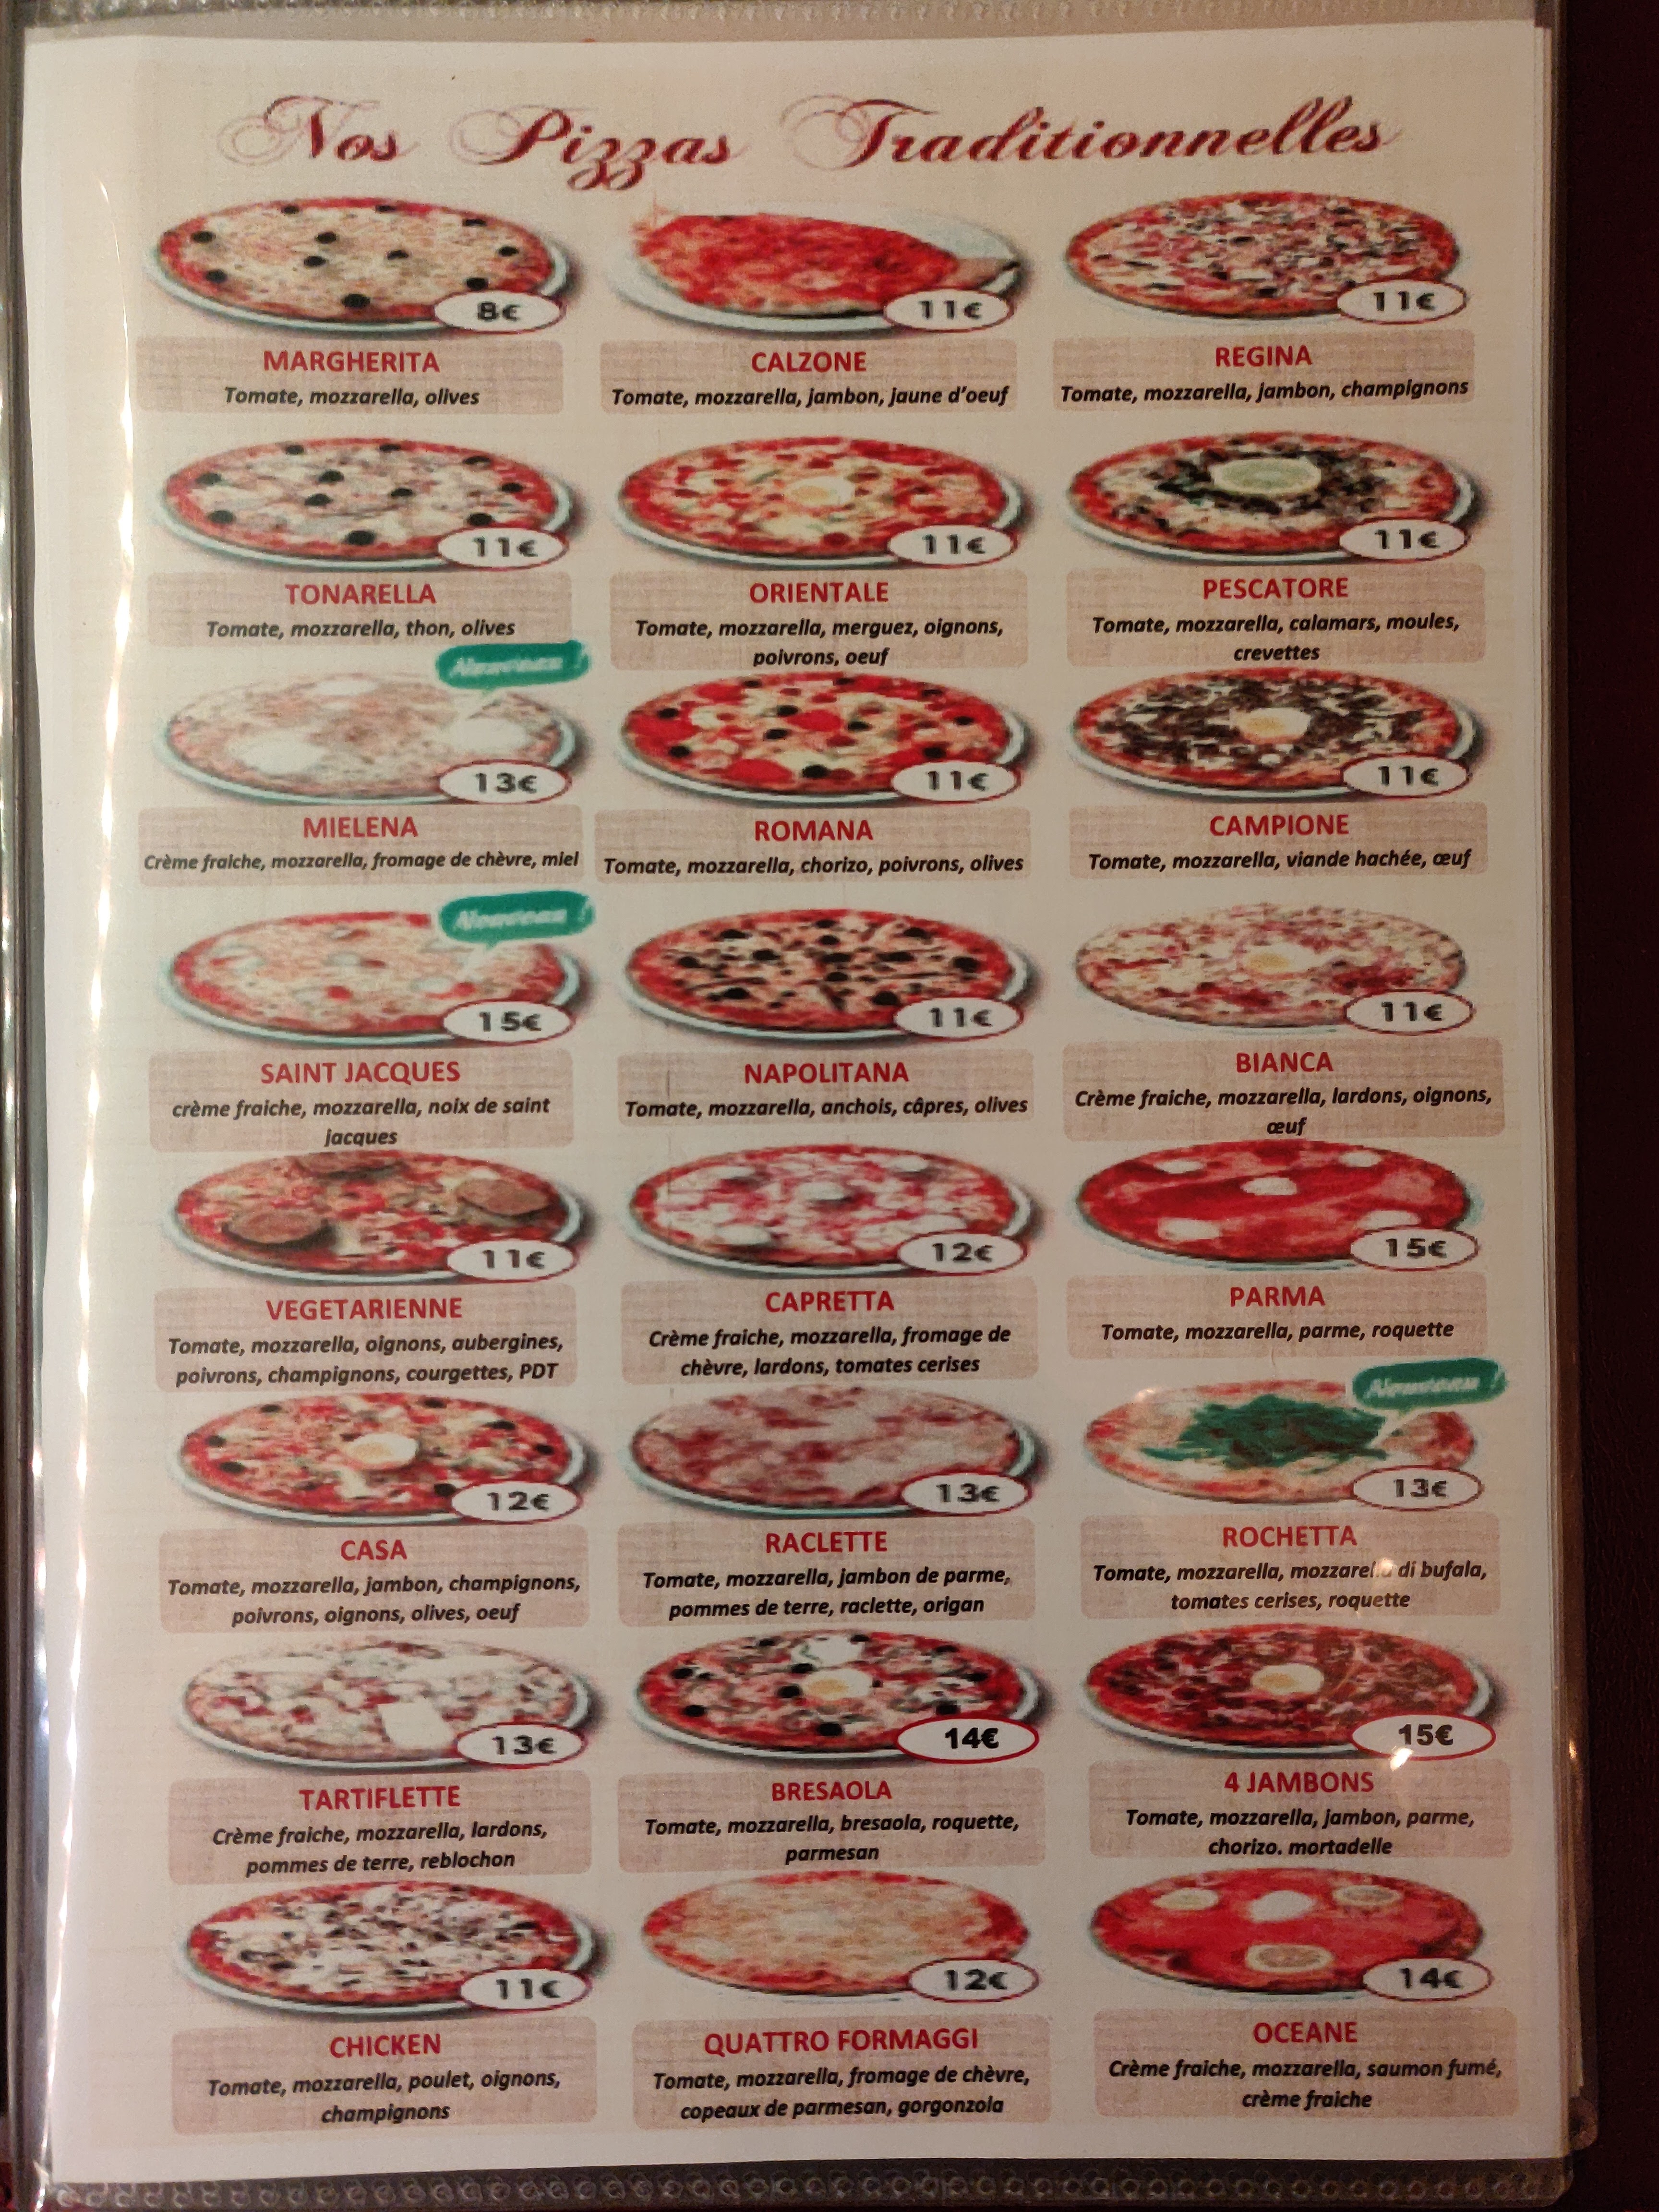 Nos Pizzas Traditionnelles
8€
11€
11€
MARGHERITA
Tomate, mozzarella, olives
CALZONE
Tomate, mozzarella, jambon, jaune d'oeuf
REGINA
Tomate, mozzarella, jambon, champignons
11€
11€
11€
TONARELLA
Tomate, mozzarella, thon, olives
ORIENTALE
Tomate, mozzarella, merguez, oignons,
poivrons, oeuf
PESCATORE
Tomate, mozzarella, calamars, moules,
crevettes
Nouveau !
13€
11€
11€
MIELENA
Crème fraiche, mozzarella, fromage de chèvre, miel
ROMANA
Tomate, mozzarella, chorizo, poivrons, olives
CAMPIONE
Tomate, mozzarella, viande hachée, œuf
Nouveau !
15€
11€
11€
SAINT JACQUES
crème fraiche, mozzarella, noix de saint
jacques
NAPOLITANA
Tomate, mozzarella, anchois, câpres, olives
BIANCA
Crème fraiche, mozzarella, lardons, oignons,
œuf
11€
12€
15€
VEGETARIENNE
Tomate, mozzarella, oignons, aubergines,
poivrons, champignons, courgettes, PDT
CAPRETTA
Crème fraiche, mozzarella, fromage de
chèvre, lardons, tomates cerises
PARMA
Tomate, mozzarella, parme, roquette
Nouveau !
12€
13€
13€
CASA
Tomate, mozzarella, jambon, champignons,
poivrons, oignons, olives, oeuf
RACLETTE
Tomate, mozzarella, jambon de parme,
pommes de terre, raclette, origan
ROCHETTA
Tomate, mozzarella, mozzarella di bufala,
tomates cerises, roquette
13€
14€
15€
TARTIFLETTE
Crème fraiche, mozzarella, lardons,
pommes de terre, reblochon
BRESAOLA
Tomate, mozzarella, bresaola, roquette,
parmesan
4 JAMBONS
Tomate, mozzarella, jambon, parme,
chorizo. mortadelle
11€
12€
14€
CHICKEN
Tomate, mozzarella, poulet, oignons,
champignons
QUATTRO FORMAGGI
Tomate, mozzarella, fromage de chèvre,
copeaux de parmesan, gorgonzola
OCEANE
Crème fraiche, mozzarella, saumon fumé,
crème fraiche